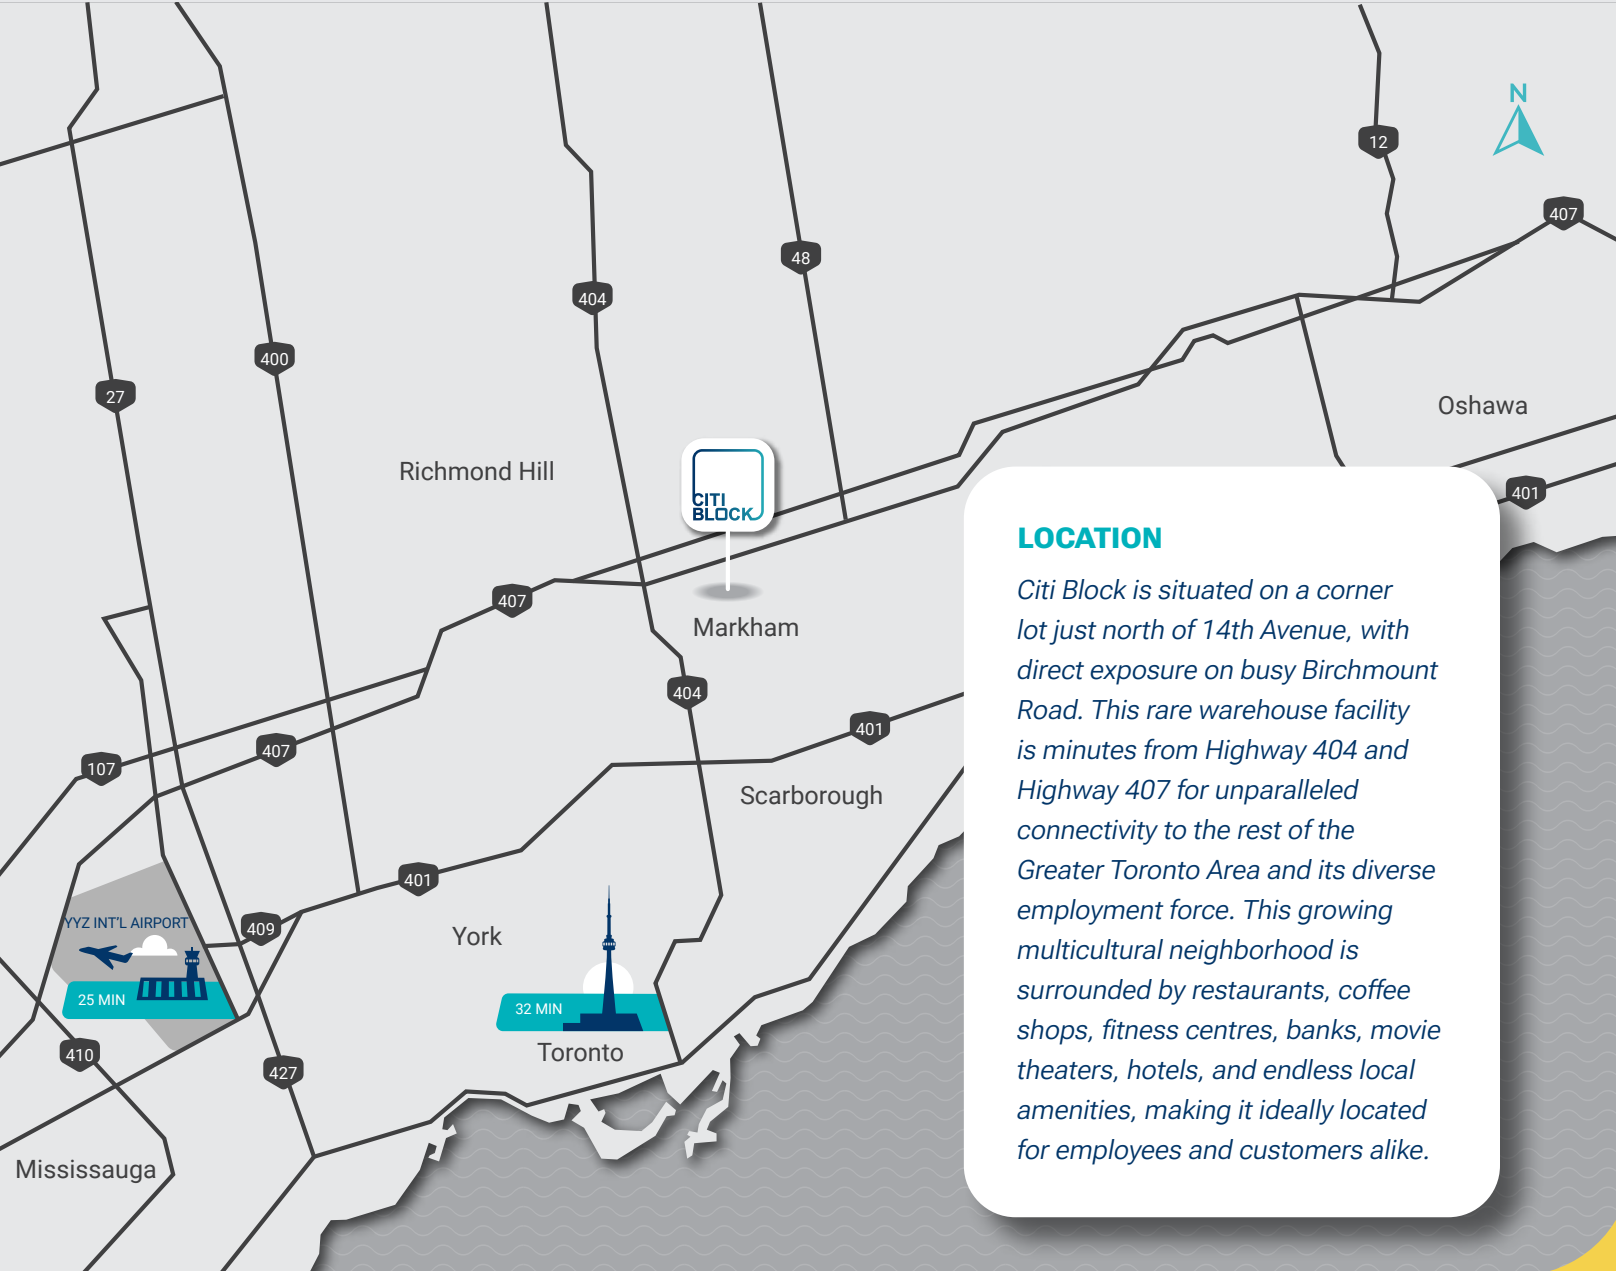 N
12
407
48
404
400
27
Oshawa
Richmond Hill
CITI
BLOCK
401
407
Markham
404
401
407
107
Scarborough
401
YYZ INT'L AIRPORT
409
York
25 MIN
32 MIN
Toronto
410
427
Mississauga
LOCATION
Citi Block is situated on a corner
lot just north of 14th Avenue, with
direct exposure on busy Birchmount
Road. This rare warehouse facility
is minutes from Highway 404 and
Highway 407 for unparalleled
connectivity to the rest of the
Greater Toronto Area and its diverse
employment force. This growing
multicultural neighborhood is
surrounded by restaurants, coffee
shops, fitness centres, banks, movie
theaters, hotels, and endless local
amenities, making it ideally located
for employees and customers alike.